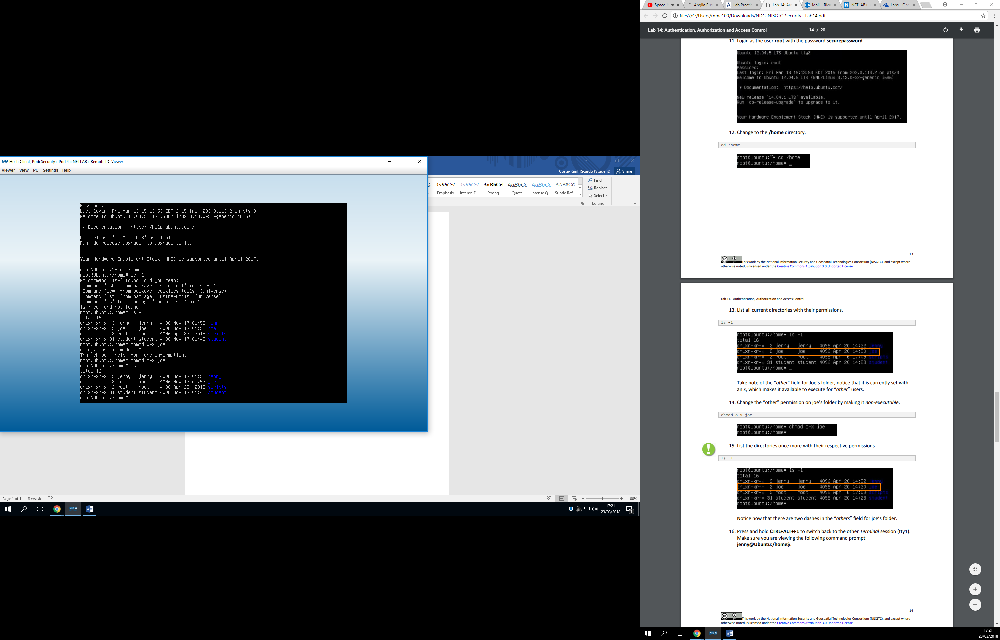 Host: Client, Pod: Security+ Pod 4 :: NETLAB+ Remote PC Viewer
Viewer View PC Settings Help
Password:
Last login: Fri Mar 13 15:13:53 EDT 2015 from 203.0.113.2 on pts/3
Welcome to Ubuntu 12.04.5 LTS (GNU/Linux 3.13.0-32-generic i686)
* Documentation: https://help.ubuntu.com/
New release '14.04.1 LTS' available.
Run 'do-release-upgrade' to upgrade to it.
Your Hardware Enablement Stack (HWE) is supported until April 2017.
root@Ubuntu:~# cd /home
root@Ubuntu:/home# ls- l
No command 'ls-' found, did you mean:
Command 'lsh' from package 'lsh-client' (universe)
Command 'lsw' from package 'suckless-tools' (universe)
Command 'lst' from package 'lustre-utils' (universe)
Command 'ls' from package 'coreutils' (main)
ls-: command not found
root@Ubuntu:/home# ls -l
total 16
drwxr-xr-x 3 jenny jenny 4096 Nov 17 01:55 jenny
drwxr-xr-x 2 joe joe 4096 Nov 17 01:53 joe
drwxr-xr-x 2 root root 4096 Apr 23 2015 scripts
drwxr-xr-x 31 student student 4096 Nov 17 01:48 student
root@Ubuntu:/home# chmod O-x joe
chmod: invalid mode: `O-x'
Try `chmod --help' for more information.
root@Ubuntu:/home# chmod o-x joe
root@Ubuntu:/home# ls -l
total 16
drwxr-xr-x 3 jenny jenny 4096 Nov 17 01:55 jenny
drwxr-xr-- 2 joe joe 4096 Nov 17 01:53 joe
drwxr-xr-x 2 root root 4096 Apr 23 2015 scripts
drwxr-xr-x 31 student student 4096 Nov 17 01:48 student
root@Ubuntu:/home#
Corte-Real, Ricardo (Student) Share
AaBbCcI AaBbCcI AaBbCcI AaBbCc AaBbCc AABBCC
Emphasis Intense E... Strong Quote Intense Q... Subtle Ref...
Find
Replace
Select
Editing
Page 1 of 1 0 words
100%
NDG
17:21
23/03/2018
1
Space J Anglia Rus Lab Practic Lab 14: Au Mail – Rica NETLAB+ Labs - One
file:///C:/Users/rnmc100/Downloads/NDG_NISGTC_Security__Lab14.pdf
Lab 14: Authentication, Authorization and Access Control 14 / 20
11. Login as the user root with the password securepassword.
Ubuntu 12.04.5 LTS Ubuntu tty2
Ubuntu login: root
Password:
Last login: Fri Mar 13 15:13:53 EDT 2015 from 203.0.113.2 on pts/3
Welcome to Ubuntu 12.04.5 LTS (GNU/Linux 3.13.0-32-generic i686)
* Documentation: https://help.ubuntu.com/
New release '14.04.1 LTS' available.
Run 'do-release-upgrade' to upgrade to it.
Your Hardware Enablement Stack (HWE) is supported until April 2017.
12. Change to the /home directory.
cd /home
root@Ubuntu:~# cd /home
root@Ubuntu:/home# _
13
This work by the National Information Security and Geospatial Technologies Consortium (NISGTC), and except where
otherwise noted, is licensed under the Creative Commons Attribution 3.0 Unported License.
Lab 14: Authentication, Authorization and Access Control
13. List all current directories with their permissions.
ls -l
root@Ubuntu:/home# ls -l
total 16
drwxr-xr-x 3 jenny jenny 4096 Apr 20 14:32 jenny
drwxr-xr-x 2 joe joe 4096 Apr 20 14:30 joe
drwxr-xr-x 2 root root 4096 Apr 6 17:09 scripts
drwxr-xr-x 31 student student 4096 Apr 20 14:28 student
root@Ubuntu:/home# _
Take note of the “other” field for Joe’s folder, notice that it is currently set with
an x, which makes it available to execute for “other” users.
14. Change the “other” permission on joe’s folder by making it non-executable.
chmod o-x joe
root@Ubuntu:/home# chmod o-x joe
root@Ubuntu:/home#
15. List the directories once more with their respective permissions.
ls -l
root@Ubuntu:/home# ls -l
total 16
drwxr-xr-x 3 jenny jenny 4096 Apr 20 14:32 jenny
drwxr-xr-- 2 joe joe 4096 Apr 20 14:30 joe
drwxr-xr-x 2 root root 4096 Apr 6 17:09 scripts
drwxr-xr-x 31 student student 4096 Apr 20 14:28 student
root@Ubuntu:/home#
Notice now that there are two dashes in the “others” field for joe’s folder.
16. Press and hold CTRL+ALT+F1 to switch back to the other Terminal session (tty1).
Make sure you are viewing the following command prompt:
jenny@Ubuntu:/home$.
14
This work by the National Information Security and Geospatial Technologies Consortium (NISGTC), and except where
otherwise noted, is licensed under the Creative Commons Attribution 3.0 Unported License.
NDG
17:21
23/03/2018